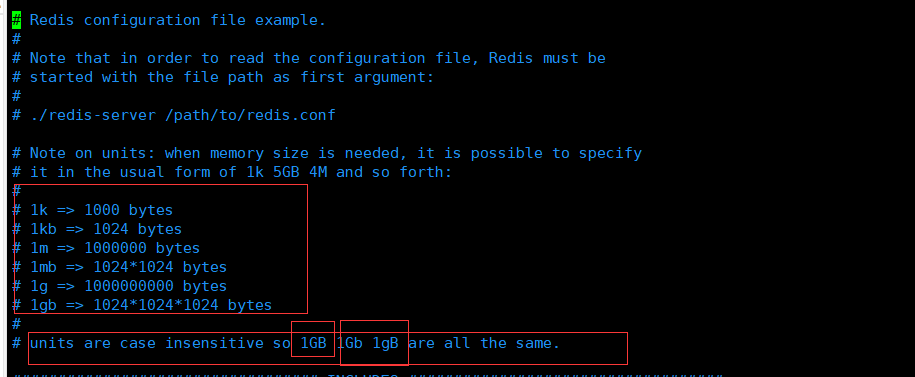 # Redis configuration file example.
#
# Note that in order to read the configuration file, Redis must be
# started with the file path as first argument:
#
# ./redis-server /path/to/redis.conf
# Note on units: when memory size is needed, it is possible to specify
# it in the usual form of 1k 5GB 4M and so forth:
#
# 1k => 1000 bytes
# 1kb => 1024 bytes
# 1m => 1000000 bytes
# 1mb => 1024*1024 bytes
# 1g => 1000000000 bytes
# 1gb => 1024*1024*1024 bytes
#
# units are case insensitive so 1GB 1Gb 1gB are all the same.
################################## INCLUDES ###################################